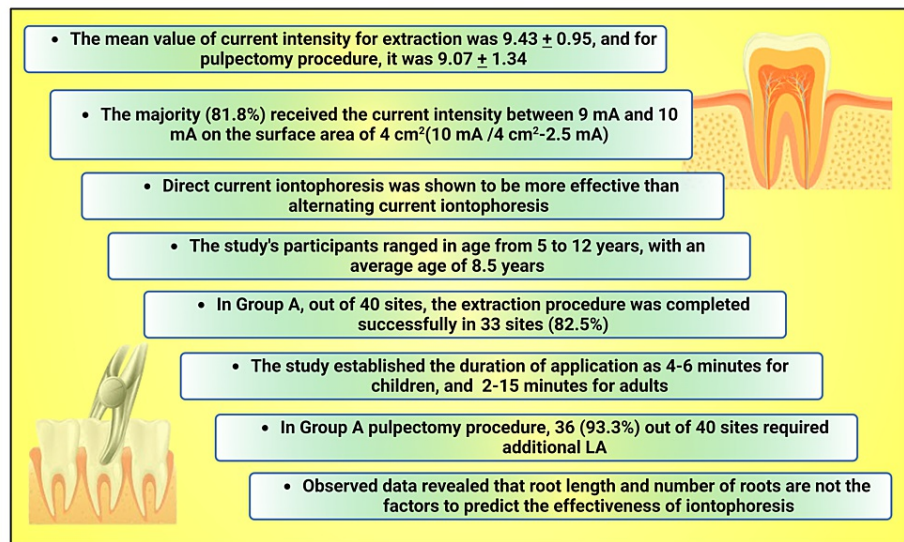 • The mean value of current intensity for extraction was 9.43 ± 0.95, and for
pulpectomy procedure, it was 9.07 ± 1.34
• The majority (81.8%) received the current intensity between 9 mA and 10
mA on the surface area of 4 cm²(10 mA /4 cm²-2.5 mA)
• Direct current iontophoresis was shown to be more effective than
alternating current iontophoresis
• The study's participants ranged in age from 5 to 12 years, with an
average age of 8.5 years
• In Group A, out of 40 sites, the extraction procedure was completed
successfully in 33 sites (82.5%)
• The study established the duration of application as 4-6 minutes for
children, and 2-15 minutes for adults
• In Group A pulpectomy procedure, 36 (93.3%) out of 40 sites required
additional LA
• Observed data revealed that root length and number of roots are not the
factors to predict the effectiveness of iontophoresis